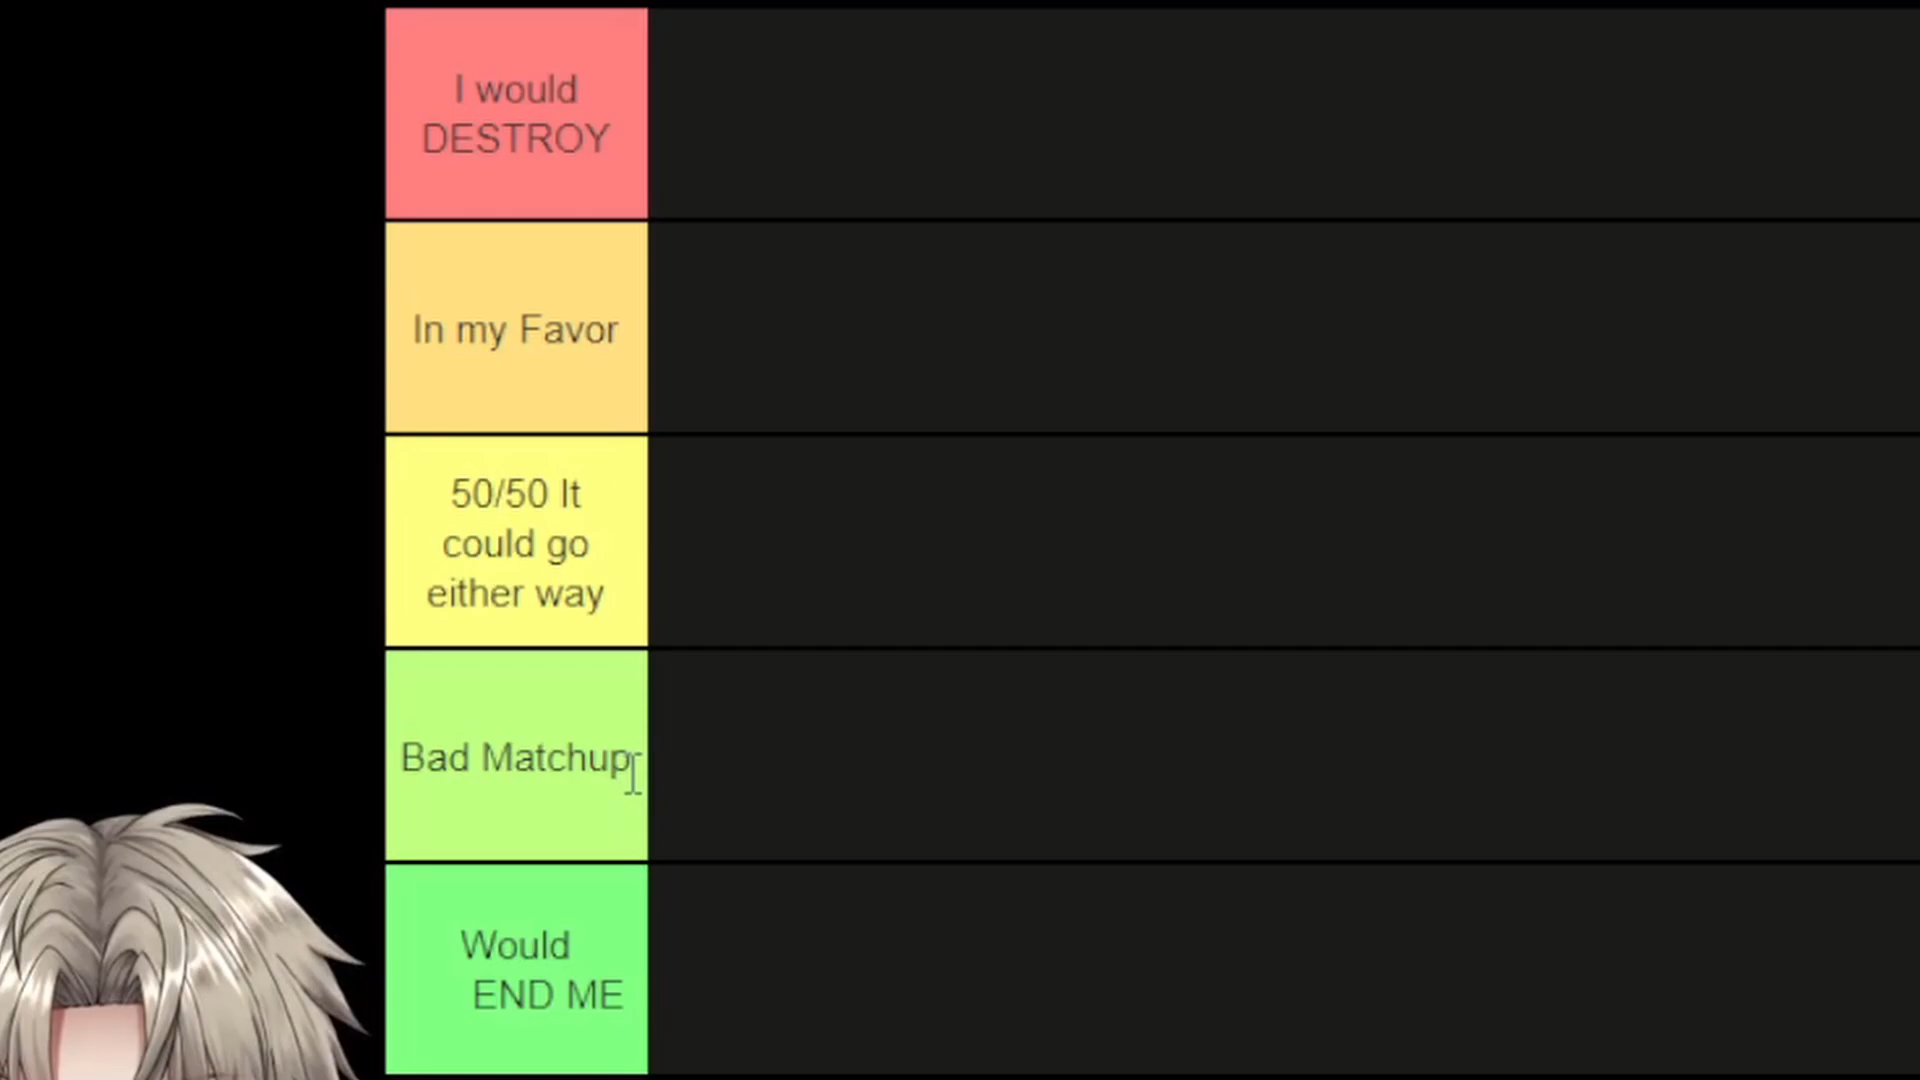 I would
DESTROY
In my Favor
50/50 It
could go
either way
Bad Matchup
Would
END ME